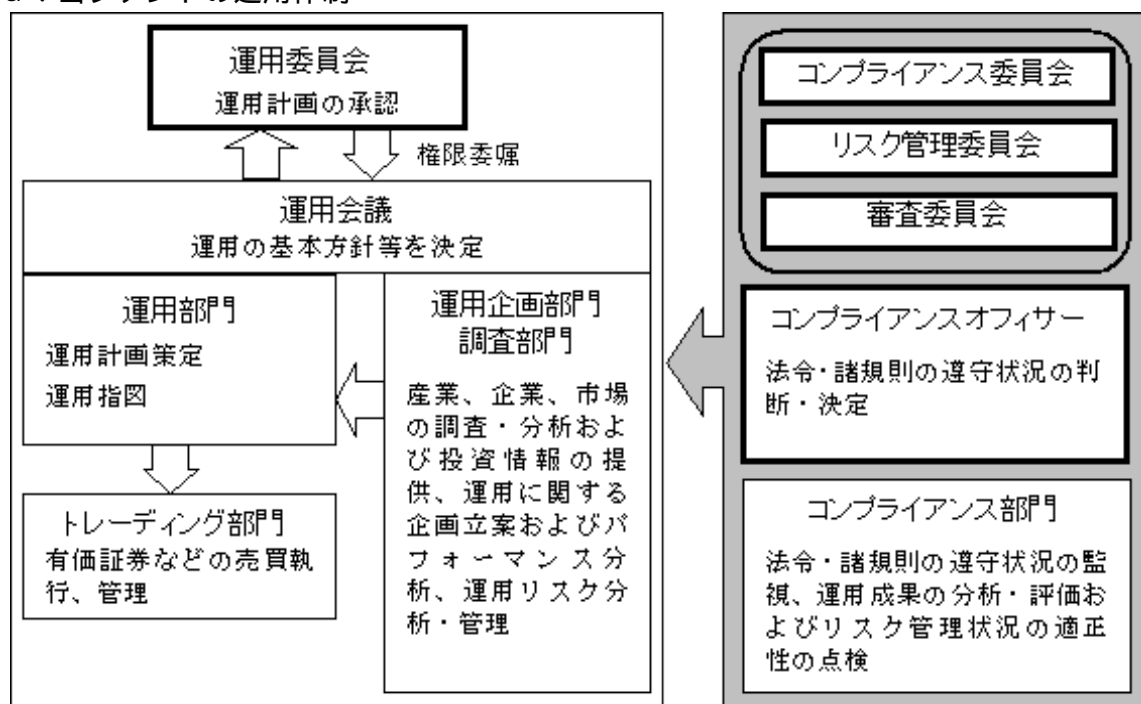 運用委員会
運用計画の承認
権限委嘱
運用会議
運用の基本方針等を決定
運用部門
運用計画策定
運用指図
トレーディング部門
有価証券などの売買執
行、管理
運用企画部門
調査部門
産業、企業、市場
の調査・分析およ
び投資情報の提
供、運用に関する
企画立案およびパ
フォーマンス分
析、運用リスク分
析・管理
コンプライアンス委員会
リスク管理委員会
審査委員会
コンプライアンスオフィサー
法令・諸規則の遵守状況の判
断・決定
コンプライアンス部門
法令・諸規則の遵守状況の監
視、運用成果の分析・評価お
よびリスク管理状況の適正
性の点検